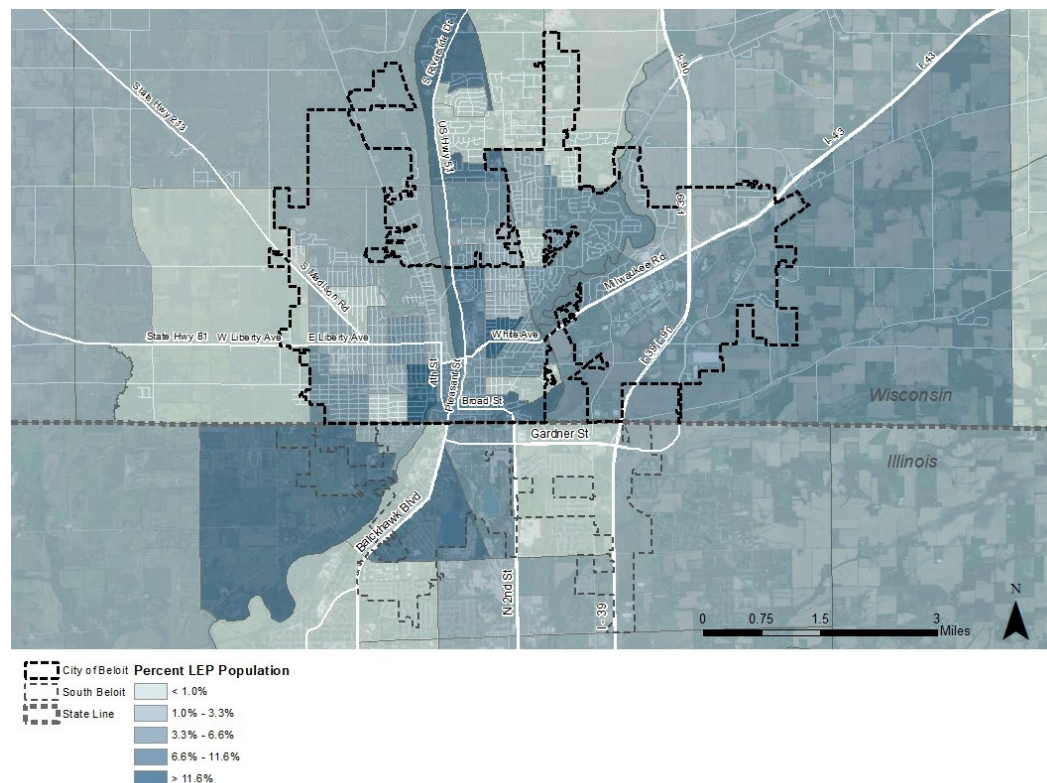 S Riverside Dr
I- 90
I- 43
State Hwy 213
US Hwy 51
I- 43
I-39
Milwaukee Rd
S Madison Rd
State Hwy 81
W Liberty Ave
E Liberty Ave
White Ave
4th St
Pleasant St
I-39 I-90
Broad St
Wisconsin
Gardner St
Illinois
Balckhawk Blvd
N 2nd St
I- 39
N
0 0.75 1.5 3
Miles
City of Beloit
South Beloit
State Line
Percent LEP Population
< 1.0%
1.0% - 3.3%
3.3% - 6.6%
6.6% - 11.6%
> 11.6%